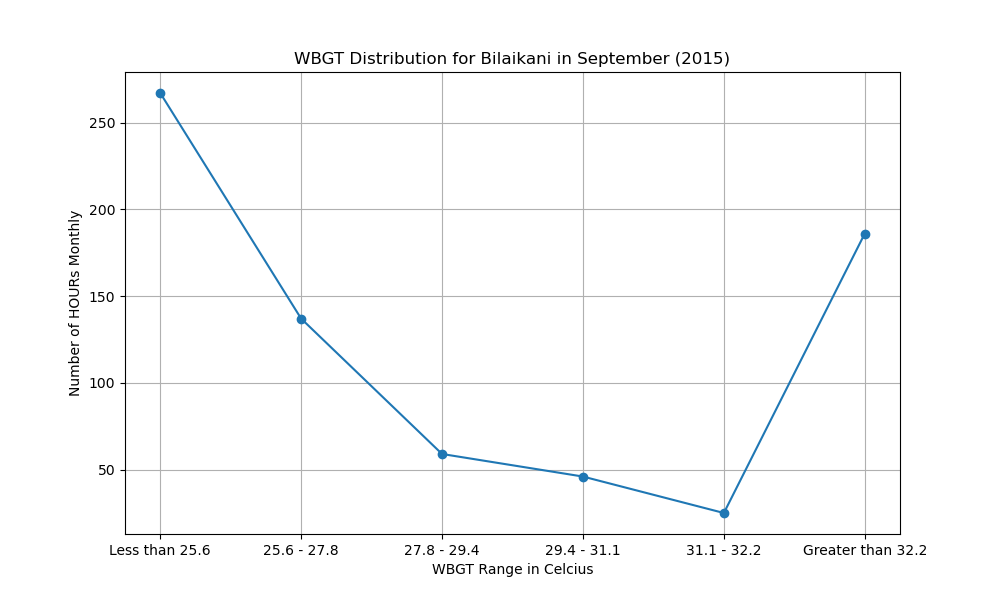 WBGT Distribution for Bilaikani in September (2015)
Number of HOURs Monthly
250
200
150
100
50
Less than 25.6 25.6 - 27.8 27.8 - 29.4 29.4 - 31.1 31.1 - 32.2 Greater than 32.2
WBGT Range in Celcius